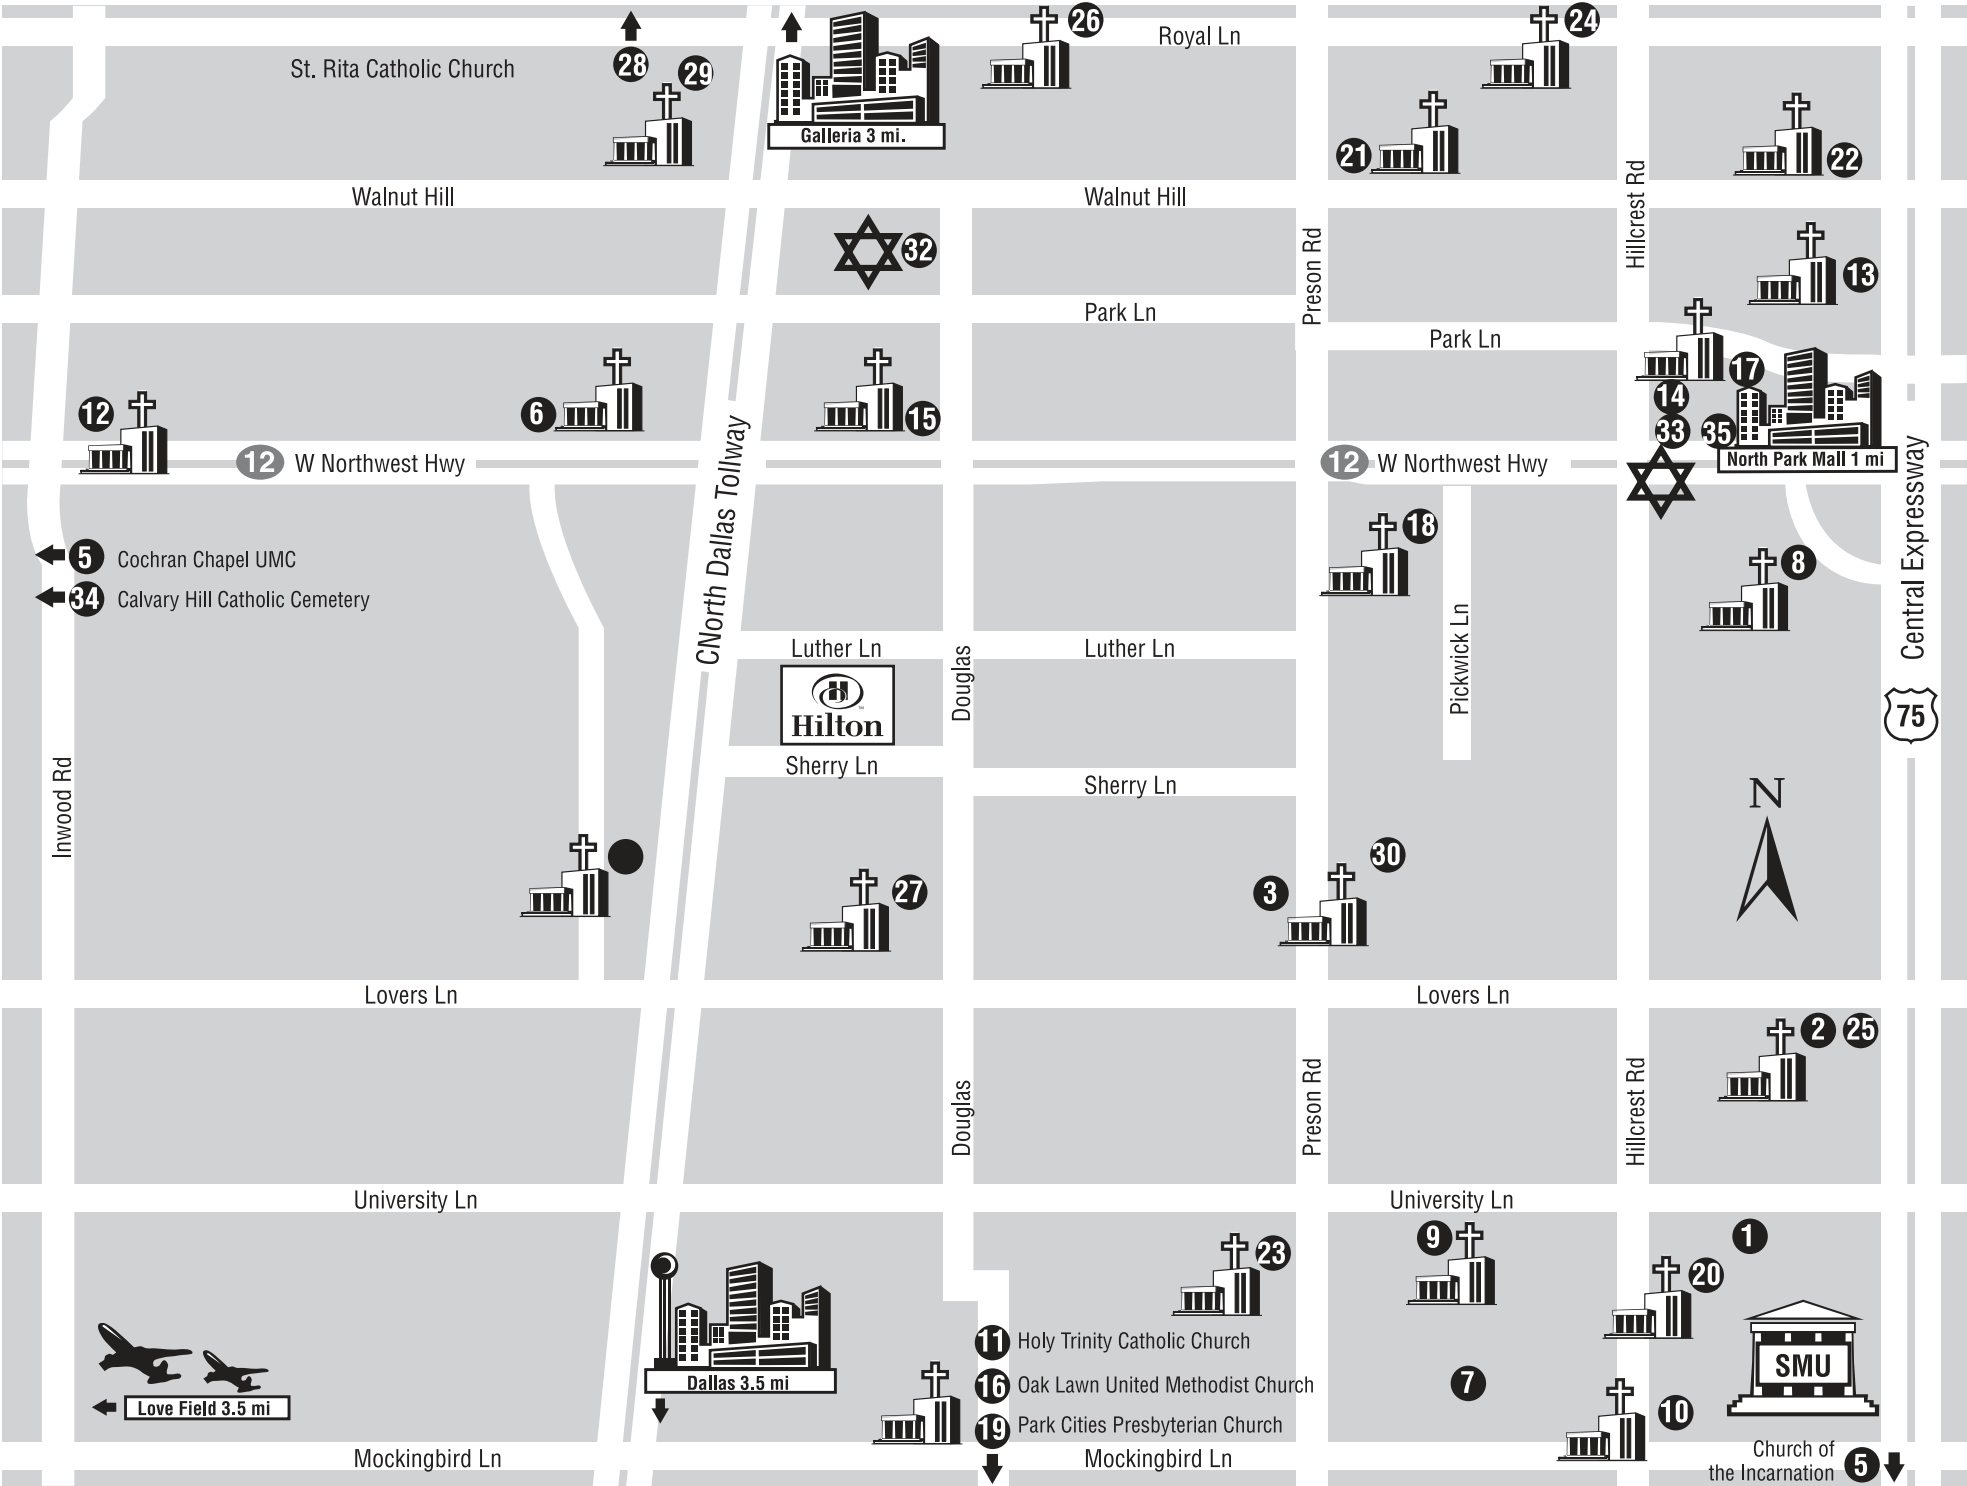 26
Royal Ln
24
St. Rita Catholic Church
28
29
Galleria 3 mi.
21
22
Walnut Hill
Walnut Hill
Hillcrest Rd
32
Preson Rd
13
Park Ln
Park Ln
17
12
6
15
14
33
35
North Park Mall 1 mi
12 W Northwest Hwy
12 W Northwest Hwy
CNorth Dallas Tollway
Central Expressway
18
5 Cochran Chapel UMC
34 Calvary Hill Catholic Cemetery
8
Luther Ln
Luther Ln
Douglas
Pickwick Ln
Hilton
TM
75
Sherry Ln
Sherry Ln
Inwood Rd
N
27
3
30
Lovers Ln
Lovers Ln
2
25
Douglas
Preson Rd
Hillcrest Rd
University Ln
University Ln
23
9
1
20
11 Holy Trinity Catholic Church
16 Oak Lawn United Methodist Church
19 Park Cities Presbyterian Church
7
SMU
Dallas 3.5 mi
Love Field 3.5 mi
10
Mockingbird Ln
Mockingbird Ln
Church of
the Incarnation 5